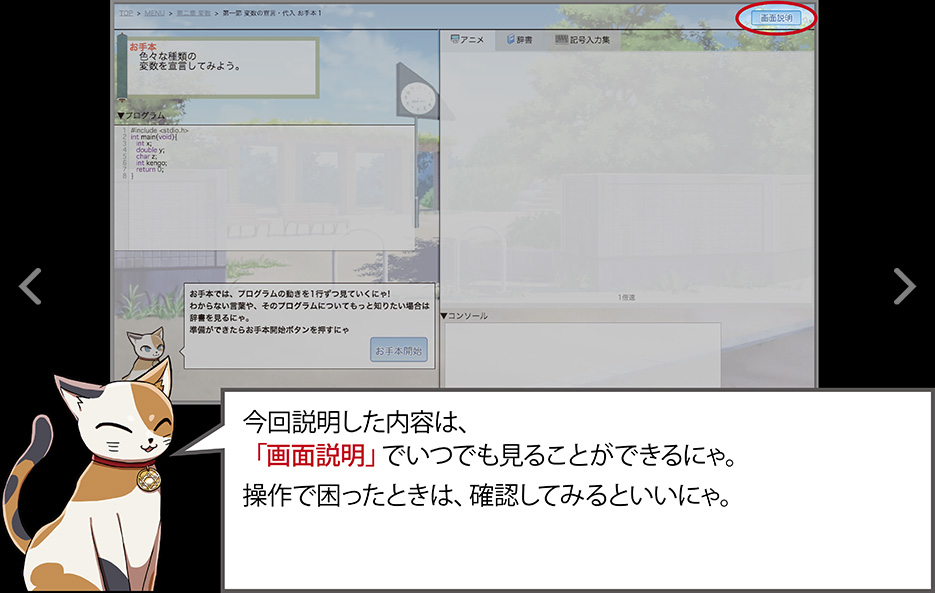 TOP > MENU > 第二章 変数 > 第一節 変数の宣言・代入 お手本1
画面説明
お手本
色々な種類の
変数を宣言してみよう。
アニメ
辞書
記号入力集
▼プログラム
1 #include <stdio.h>
2 int main(void){
3 int x;
4 double y;
5 char z;
6 int kengo;
7 return 0;
8 }
お手本では、プログラムの動きを1行ずつ見ていくにゃ!
わからない言葉や、そのプログラムについてもっと知りたい場合は
辞書を見るにゃ。
準備ができたらお手本開始ボタンを押すにゃ
お手本開始
1倍速
▼コンソール
今回説明した内容は、
「画面説明」でいつでも見ることができるにゃ。
操作で困ったときは、確認してみるといいにゃ。